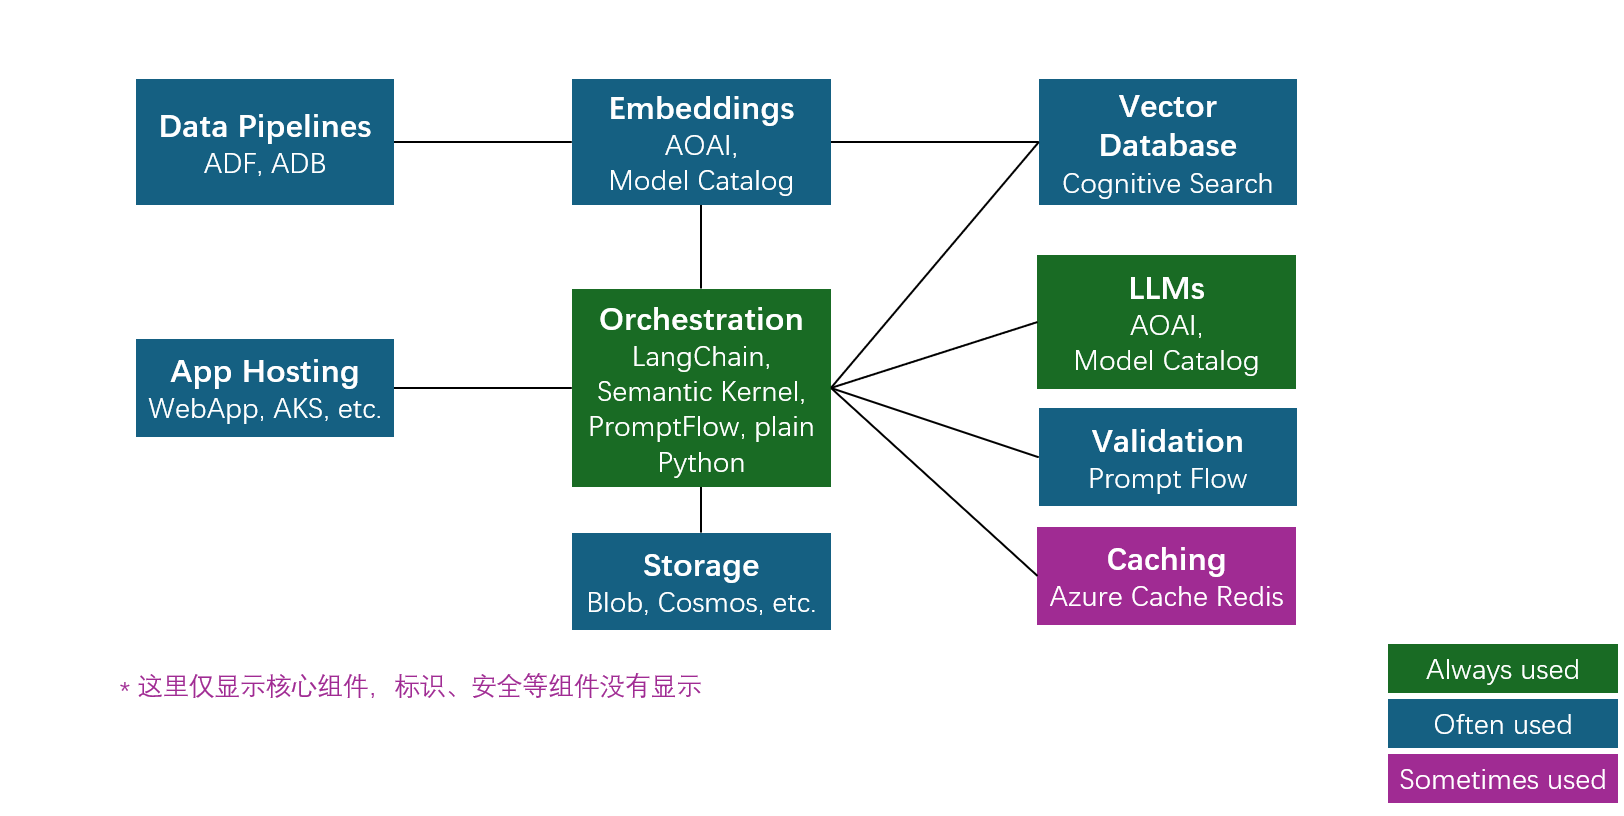 Data Pipelines
ADF, ADB
Embeddings
AOAI,
Model Catalog
Vector
Database
Cognitive Search
App Hosting
WebApp, AKS, etc.
Orchestration
LangChain,
Semantic Kernel,
PromptFlow, plain
Python
LLMs
AOAI,
Model Catalog
Validation
Prompt Flow
Storage
Blob, Cosmos, etc.
Caching
Azure Cache Redis
* 这里仅显示核心组件，标识、安全等组件没有显示
Always used
Often used
Sometimes used